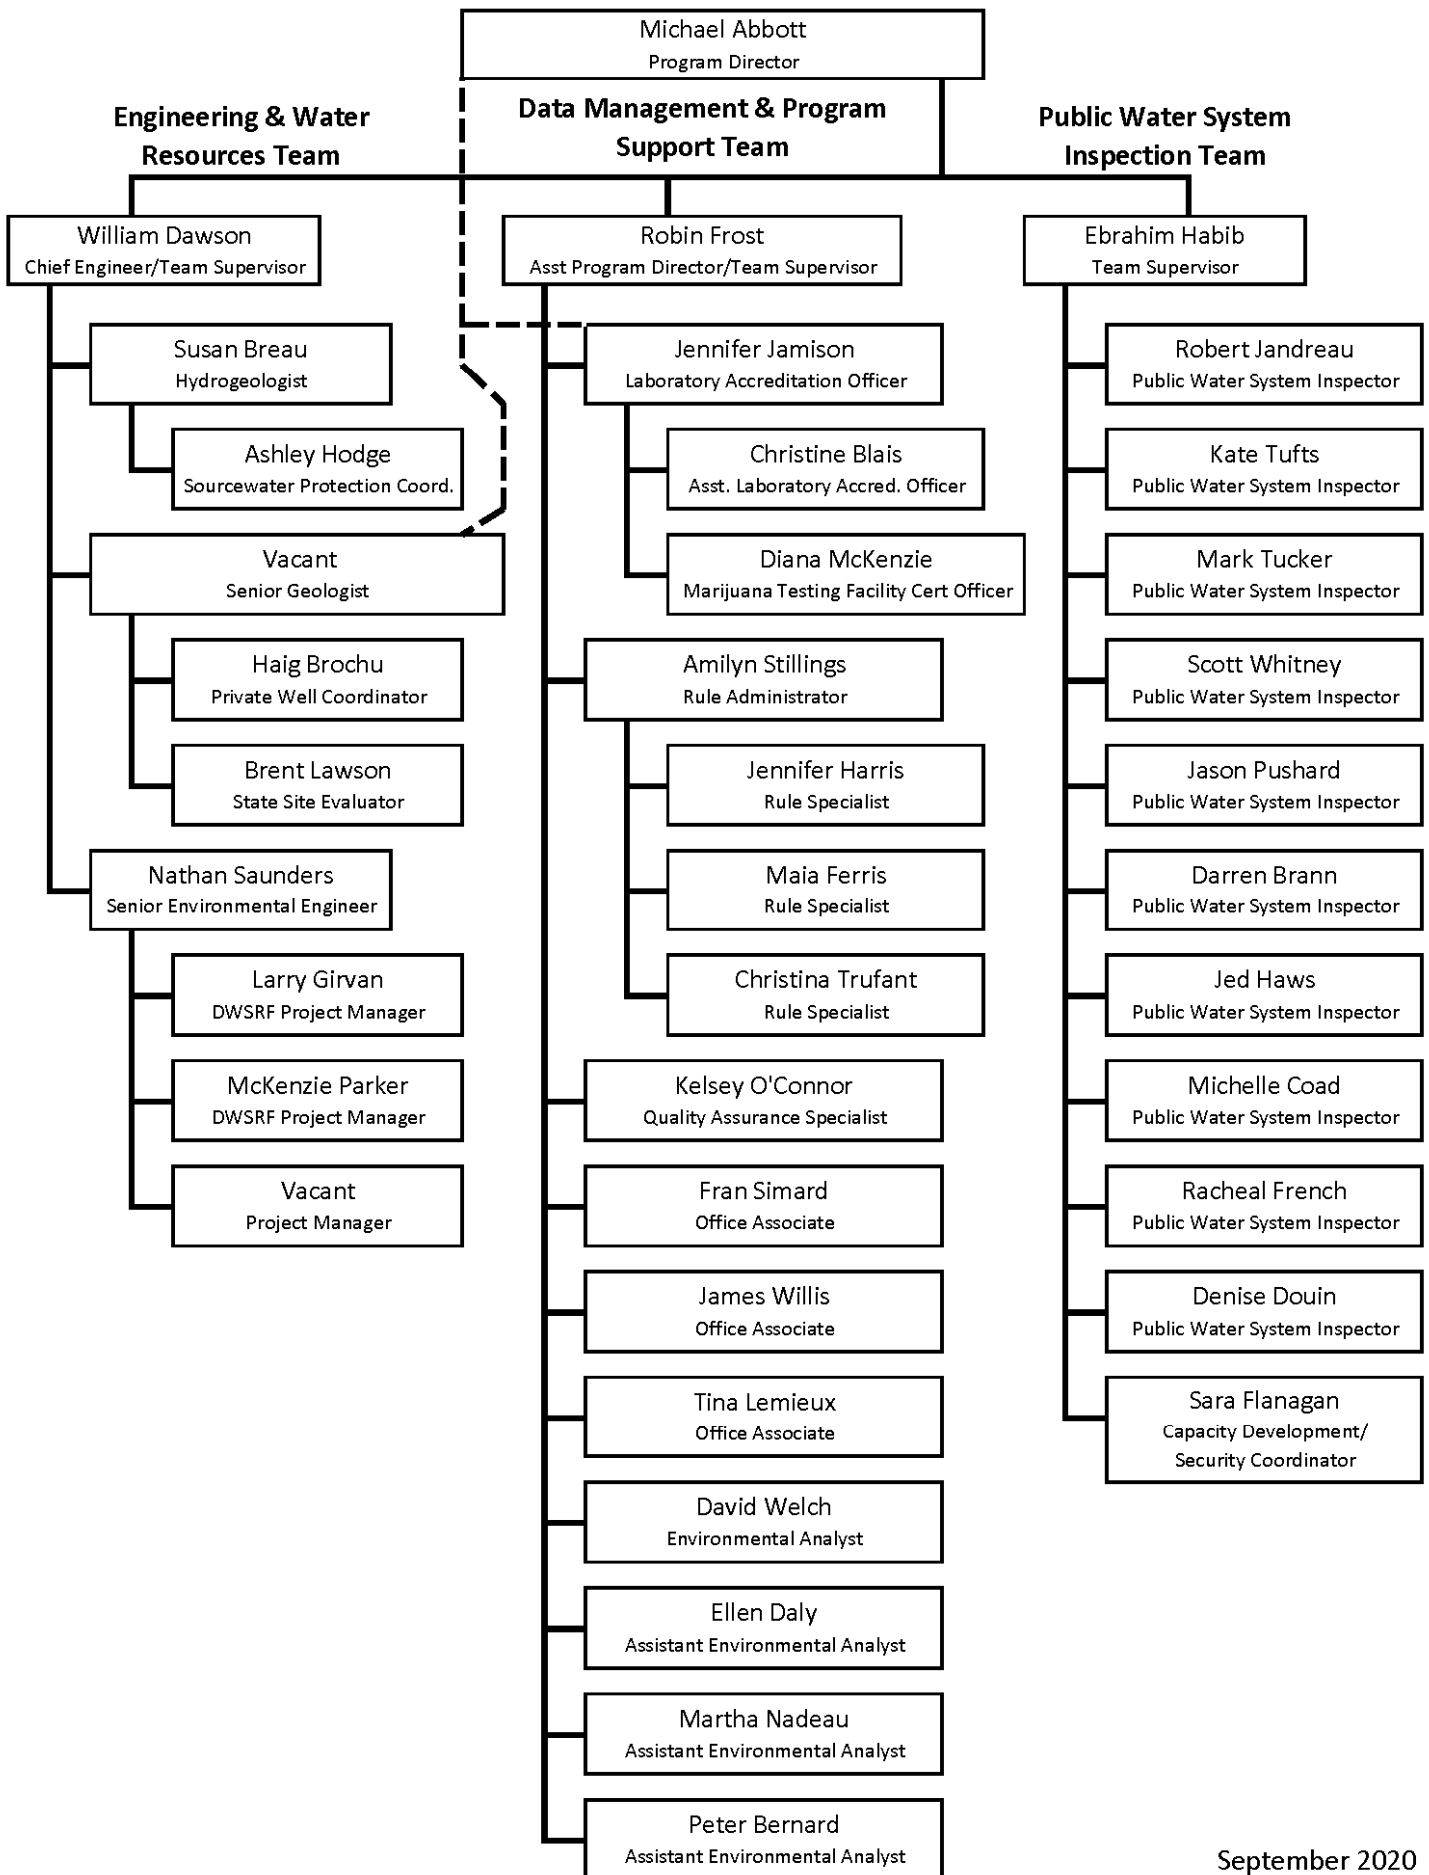 Michael Abbott
Program Director
Engineering & Water
Resources Team
Data Management & Program
Support Team
Public Water System
Inspection Team
William Dawson
Chief Engineer/Team Supervisor
Susan Breau
Hydrogeologist
Ashley Hodge
Sourcewater Protection Coord.
Vacant
Senior Geologist
Haig Brochu
Private Well Coordinator
Brent Lawson
State Site Evaluator
Nathan Saunders
Senior Environmental Engineer
Larry Girvan
DWSRF Project Manager
McKenzie Parker
DWSRF Project Manager
Vacant
Project Manager
Robin Frost
Asst Program Director/Team Supervisor
Jennifer Jamison
Laboratory Accreditation Officer
Christine Blais
Asst. Laboratory Accred. Officer
Diana McKenzie
Marijuana Testing Facility Cert Officer
Amilyn Stillings
Rule Administrator
Jennifer Harris
Rule Specialist
Maia Ferris
Rule Specialist
Christina Trufant
Rule Specialist
Kelsey O'Connor
Quality Assurance Specialist
Fran Simard
Office Associate
James Willis
Office Associate
Tina Lemieux
Office Associate
David Welch
Environmental Analyst
Ellen Daly
Assistant Environmental Analyst
Martha Nadeau
Assistant Environmental Analyst
Peter Bernard
Assistant Environmental Analyst
Ebrahim Habib
Team Supervisor
Robert Jandreau
Public Water System Inspector
Kate Tufts
Public Water System Inspector
Mark Tucker
Public Water System Inspector
Scott Whitney
Public Water System Inspector
Jason Pushard
Public Water System Inspector
Darren Brann
Public Water System Inspector
Jed Haws
Public Water System Inspector
Michelle Coad
Public Water System Inspector
Racheal French
Public Water System Inspector
Denise Douin
Public Water System Inspector
Sara Flanagan
Capacity Development/
Security Coordinator
September 2020